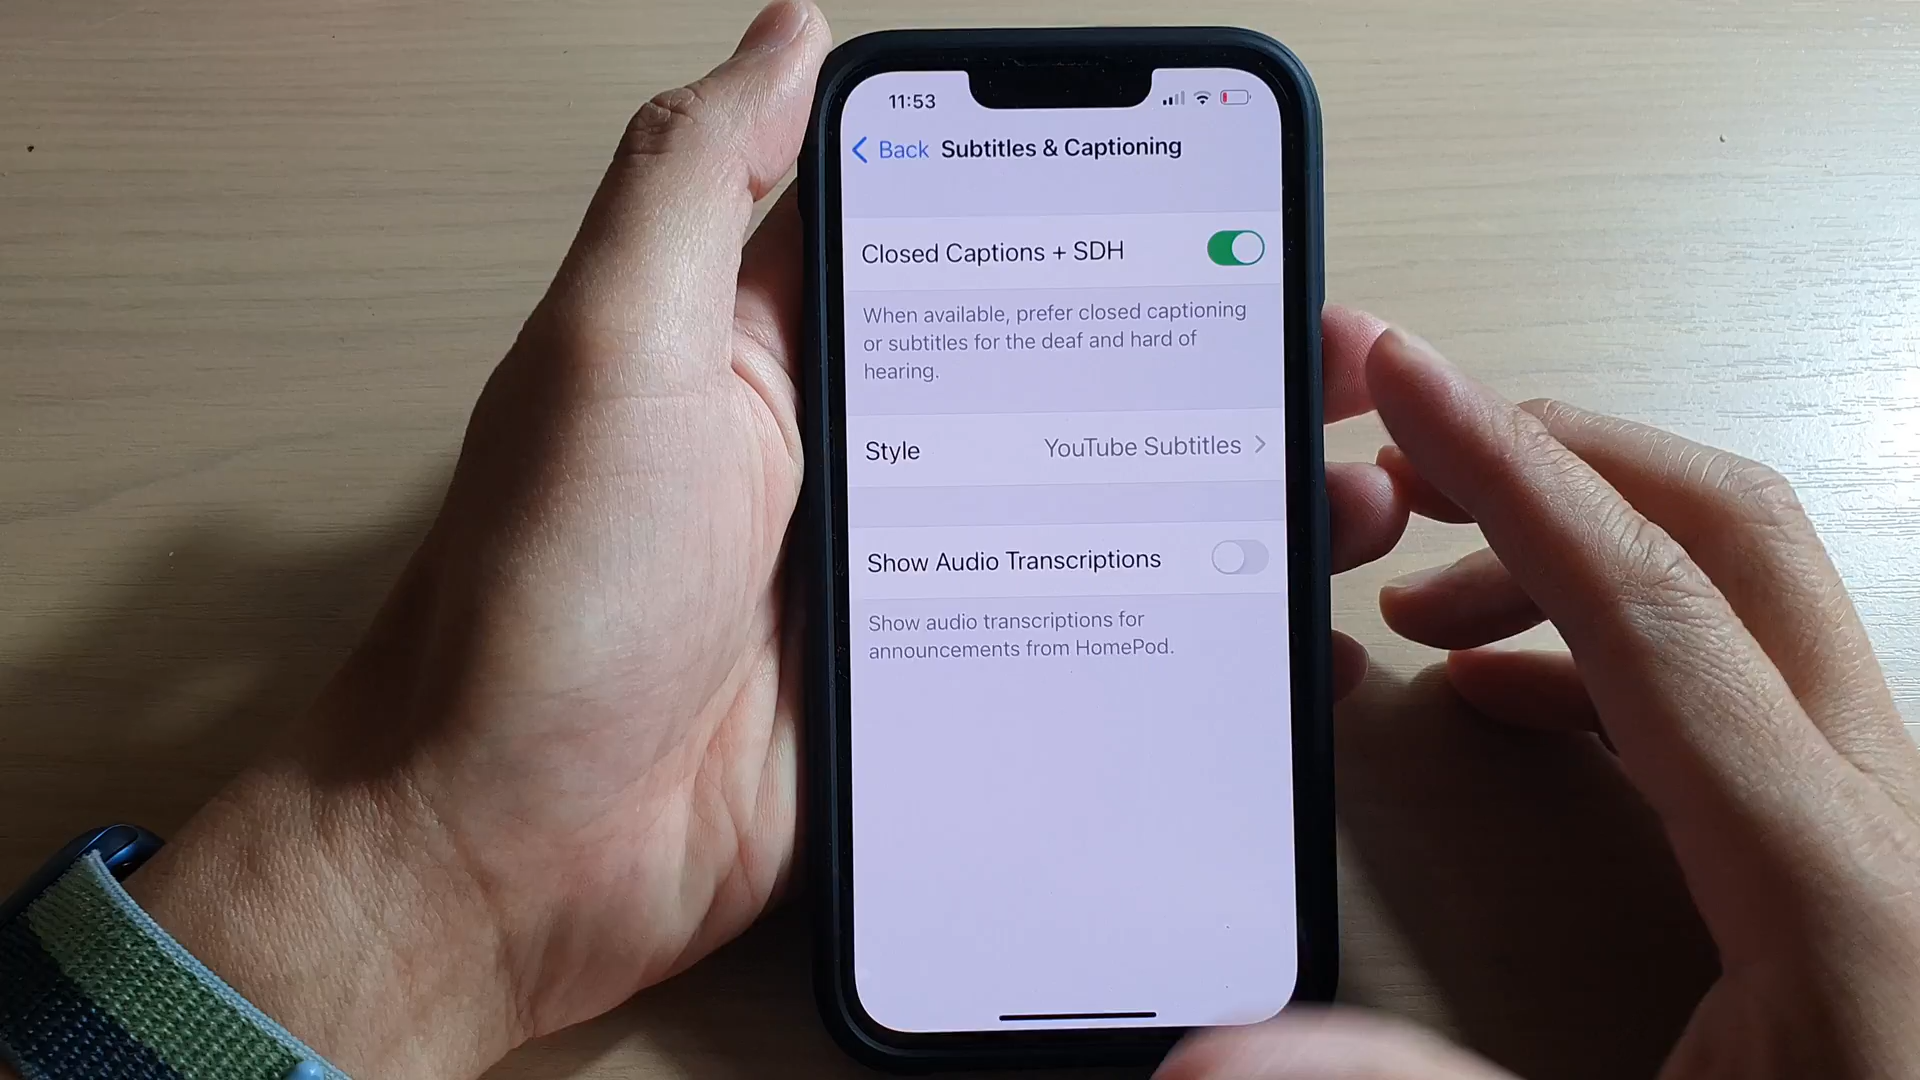 11:53
Back Subtitles & Captioning
Closed Captions + SDH
When available, prefer closed captioning
or subtitles for the deaf and hard of
hearing.
Style YouTube Subtitles
Show Audio Transcriptions
Show audio transcriptions for
announcements from HomePod.